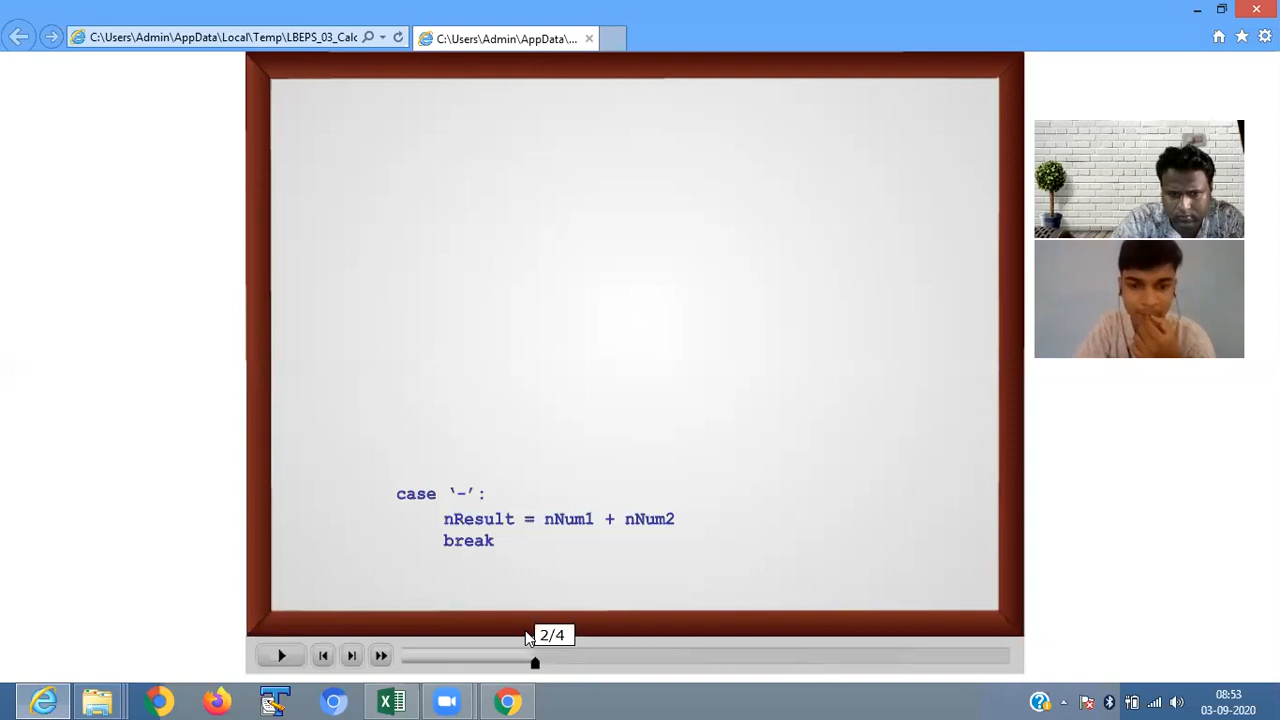 C:\Users\Admin\AppData\Local\Temp\LBEPS_03_Calc
C:\Users\Admin\AppData\...
case ‘-’:
nResult = nNum1 + nNum2
break
2/4
08:53
03-09-2020